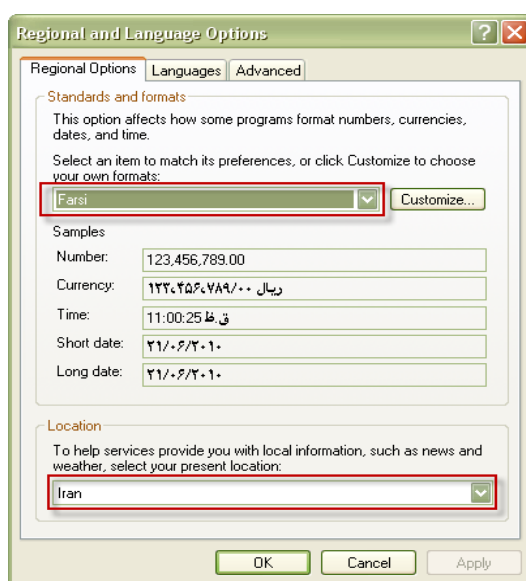 Regional and Language Options
Regional Options Languages Advanced
Standards and formats
This option affects how some programs format numbers, currencies,
dates, and time.
Select an item to match its preferences, or click Customize to choose
your own formats:
Farsi Customize...
Samples
Number: 123,456,789.00
Currency: ريال ۱۲۳،۴۵۶،۷۸۹/۰۰
Time: 11:00:25 ق.ظ
Short date: ۲۱/۰۶/۲۰۱۰
Long date: ۲۱/۰۶/۲۰۱۰
Location
To help services provide you with local information, such as news and
weather, select your present location:
Iran
OK Cancel Apply